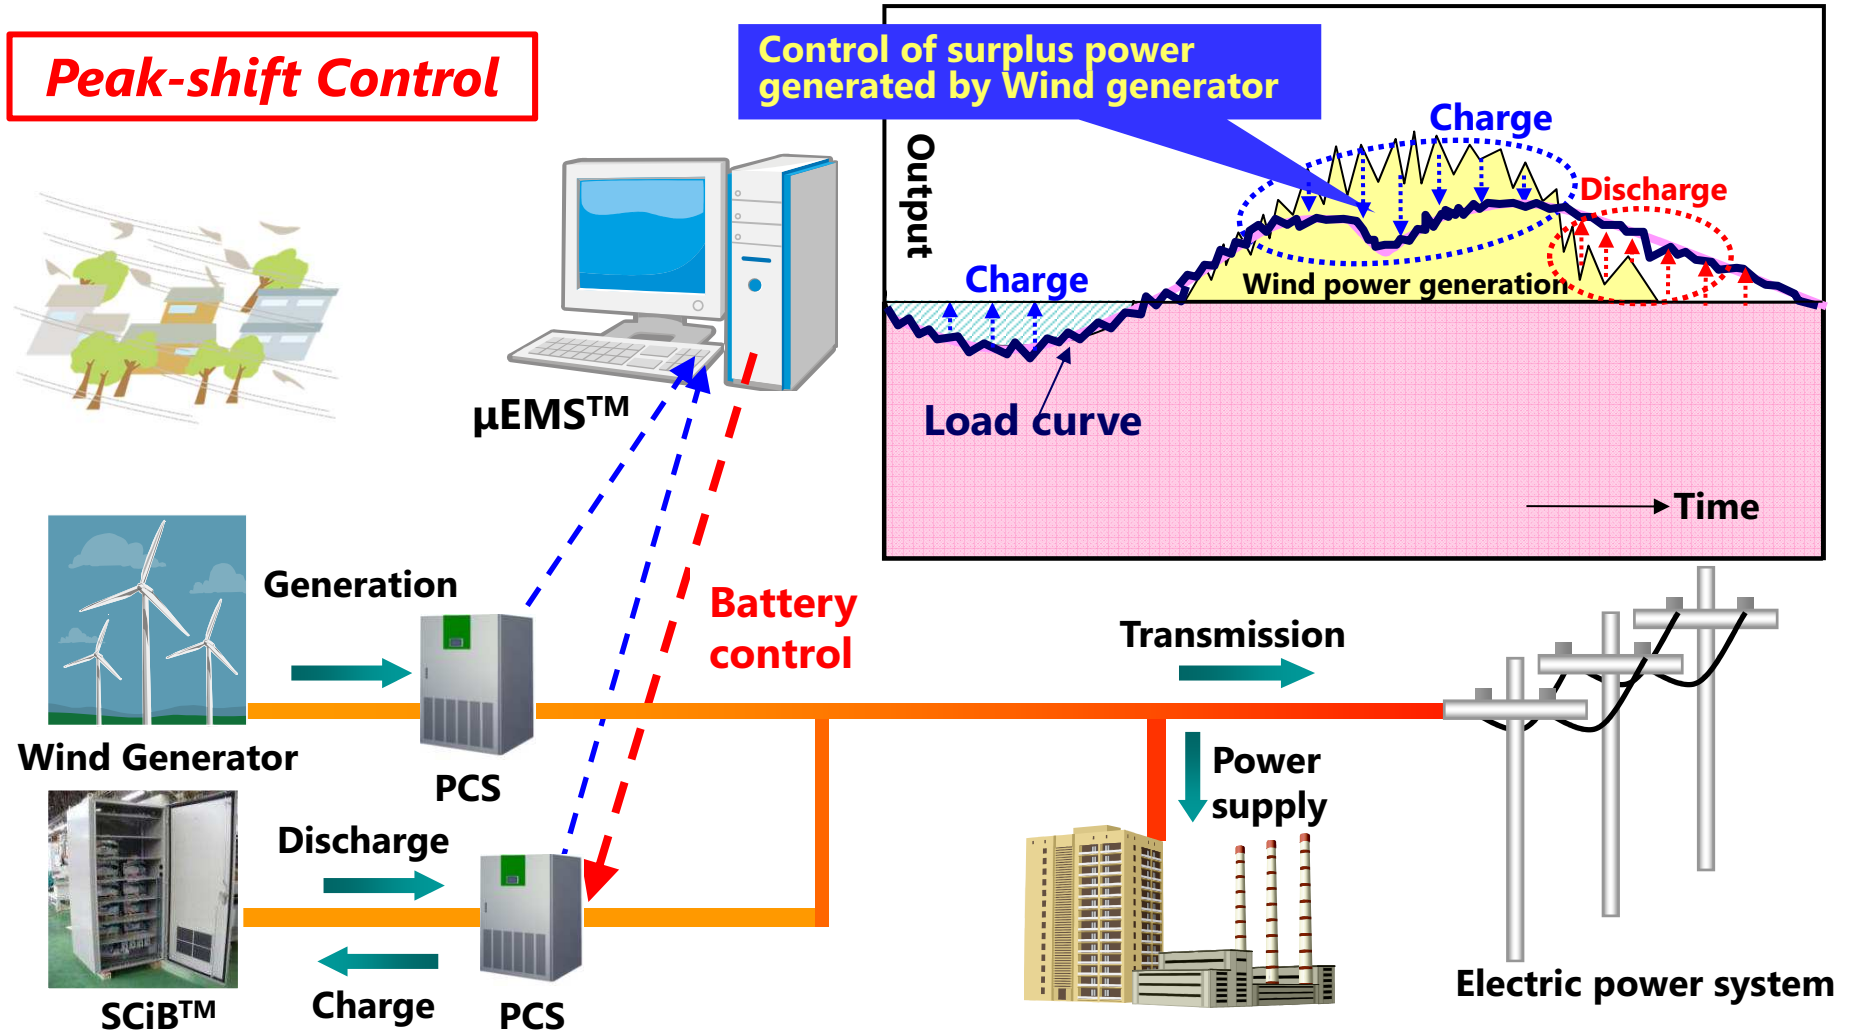 Peak-shift Control
Control of surplus power
generated by Wind generator
Output
Charge
Discharge
Charge
Wind power generation
Load curve
Time
μEMS™
Generation
Battery
control
Transmission
Wind Generator
PCS
Power
supply
Discharge
Charge
SCiB™
PCS
Electric power system